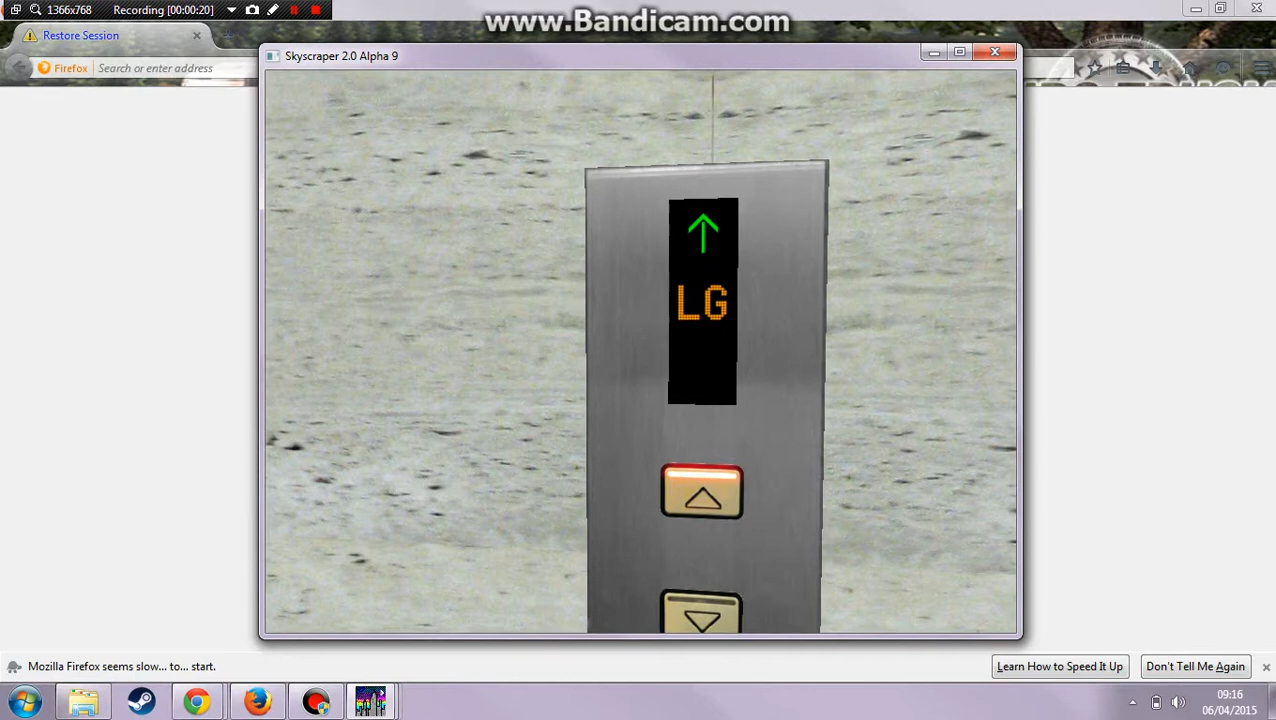 1366x768 Recording [00:00:20]
www.Bandicam.com
Restore Session
Firefox Search or enter address
Skyscraper 2.0 Alpha 9
LG
Mozilla Firefox seems slow... to... start.
Learn How to Speed It Up
Don't Tell Me Again
09:16
06/04/2015